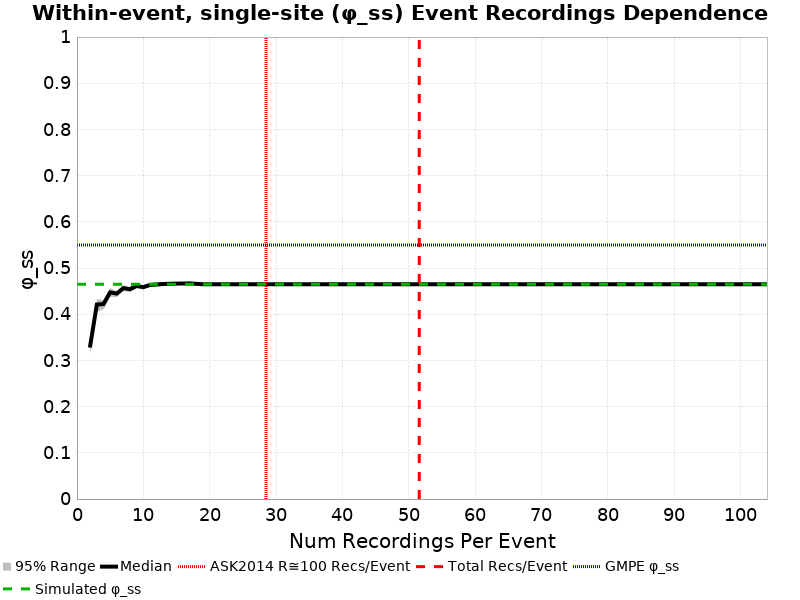 Within-event, single-site (φ_ss) Event Recordings Dependence
1
0.9
0.8
0.7
0.6
0.5
0.4
0.3
0.2
0.1
0
φ_ss
0 10 20 30 40 50 60 70 80 90 100
Num Recordings Per Event
95% Range Median ASK2014 R≅100 Recs/Event Total Recs/Event GMPE φ_ss
Simulated φ_ss